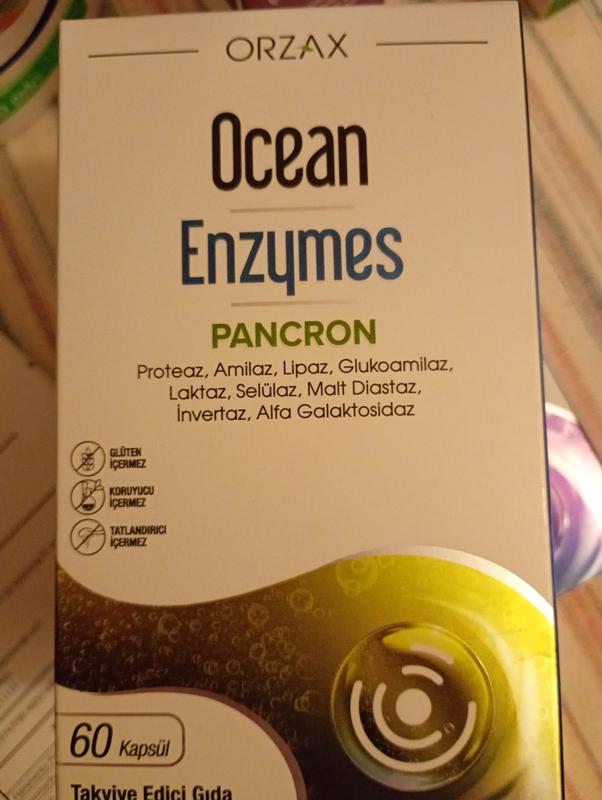 ORZAX
Ocean
Enzymes
PANCRON
Proteaz, Amilaz, Lipaz, Glukoamilaz,
Laktaz, Selülaz, Malt Diastaz,
İnvertaz, Alfa Galaktosidaz
GLÜTEN
İÇERMEZ
KORUYUCU
İÇERMEZ
TATLANDIRICI
İÇERMEZ
60 Kapsül
Takviye Edici Gıda